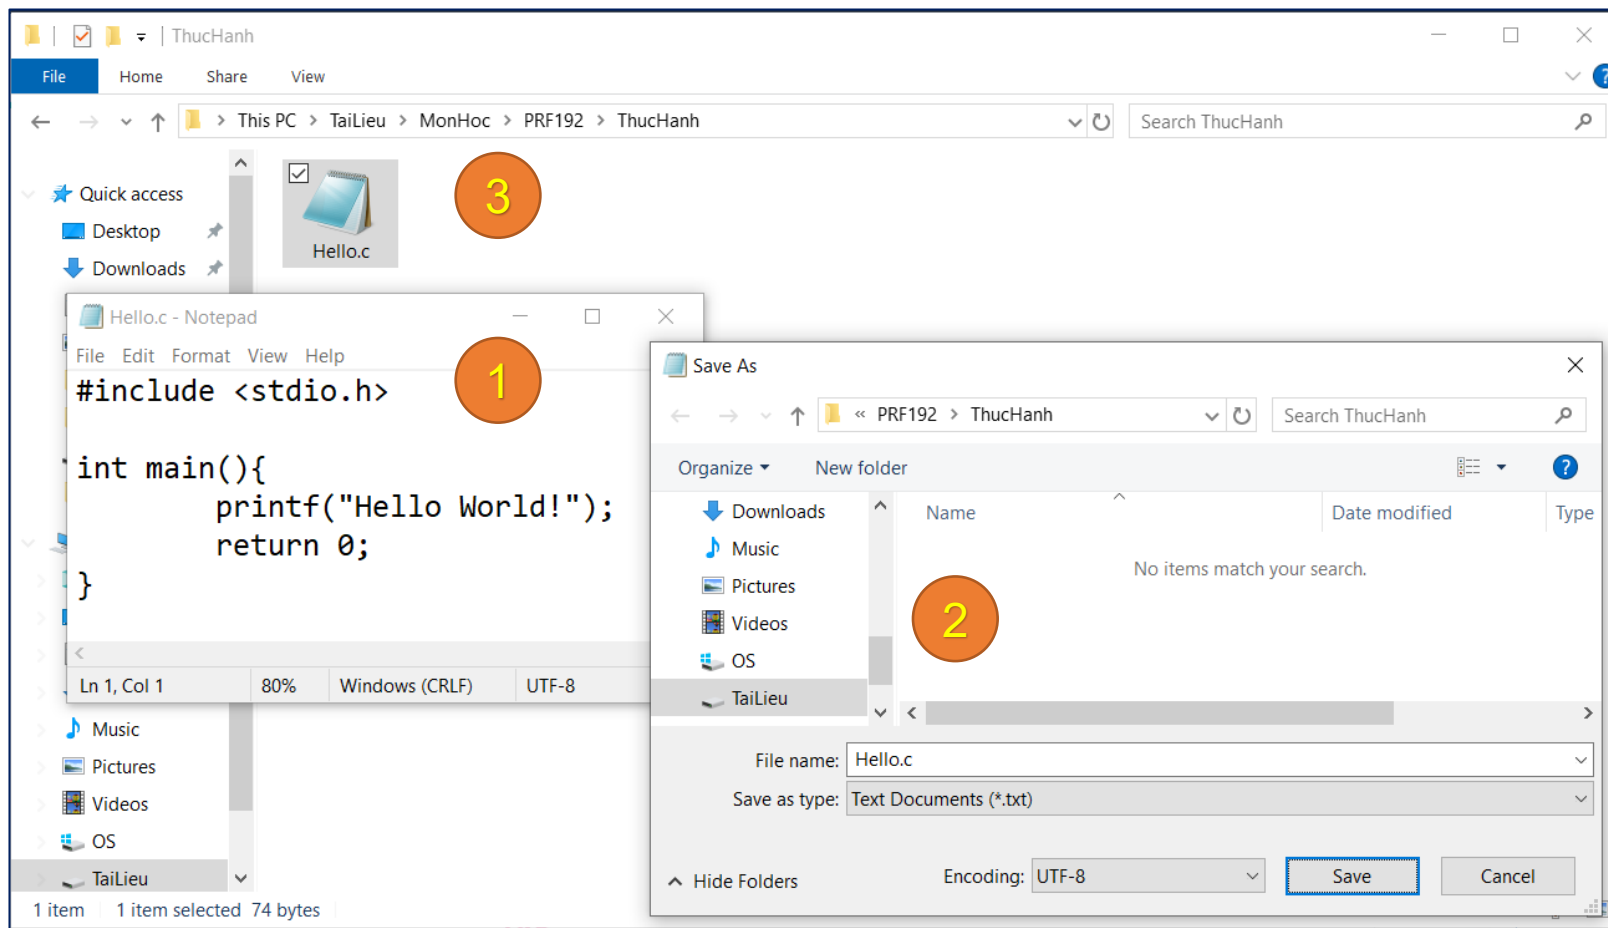 ThucHanh
File Home Share View ?
This PC > TaiLieu > MonHoc > PRF192 > ThucHanh
Search ThucHanh
Quick access
Desktop
Downloads
Hello.c
3
Hello.c - Notepad
File Edit Format View Help
1
#include <stdio.h>
int main(){
printf("Hello World!");
return 0;
}
Ln 1, Col 1 80% Windows (CRLF) UTF-8
Music
Pictures
Videos
OS
TaiLieu
1 item 1 item selected 74 bytes
Save As
« PRF192 > ThucHanh
Search ThucHanh
Organize New folder ?
Downloads
Music
Pictures
Videos
OS
TaiLieu
Name Date modified Type
No items match your search.
2
File name: Hello.c
Save as type: Text Documents (*.txt)
Hide Folders Encoding: UTF-8 Save Cancel